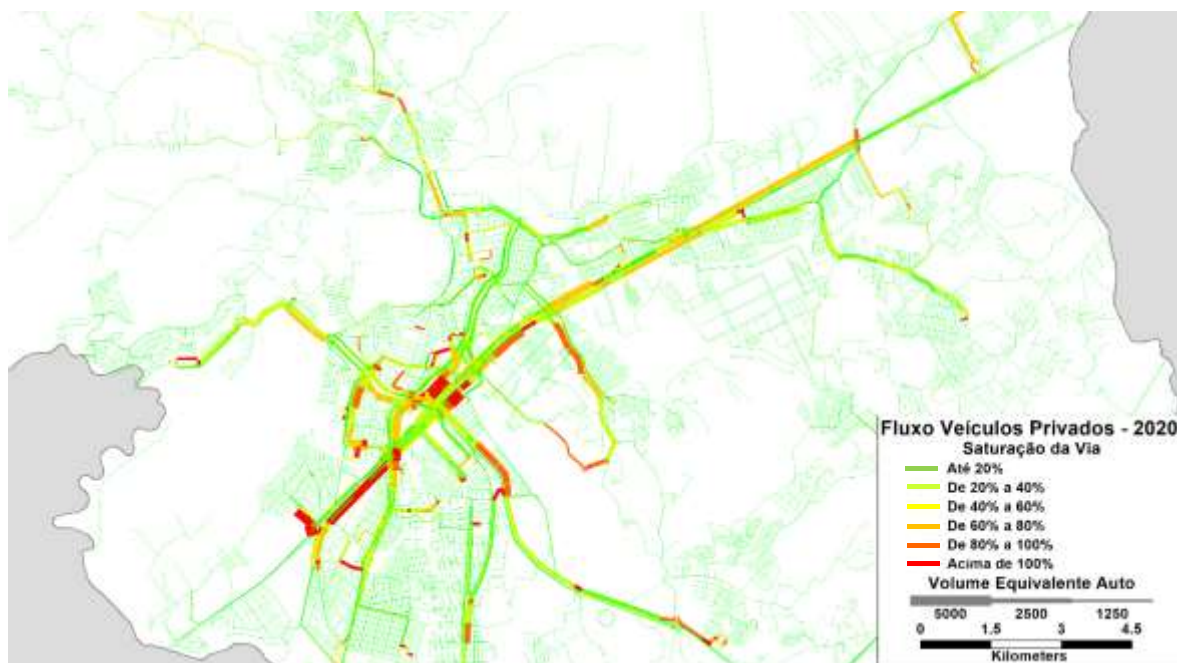 Fluxo Veículos Privados - 2020
Saturação da Via
Até 20%
De 20% a 40%
De 40% a 60%
De 60% a 80%
De 80% a 100%
Acima de 100%
Volume Equivalente Auto
5000 2500 1250
0 1.5 3 4.5
Kilometers